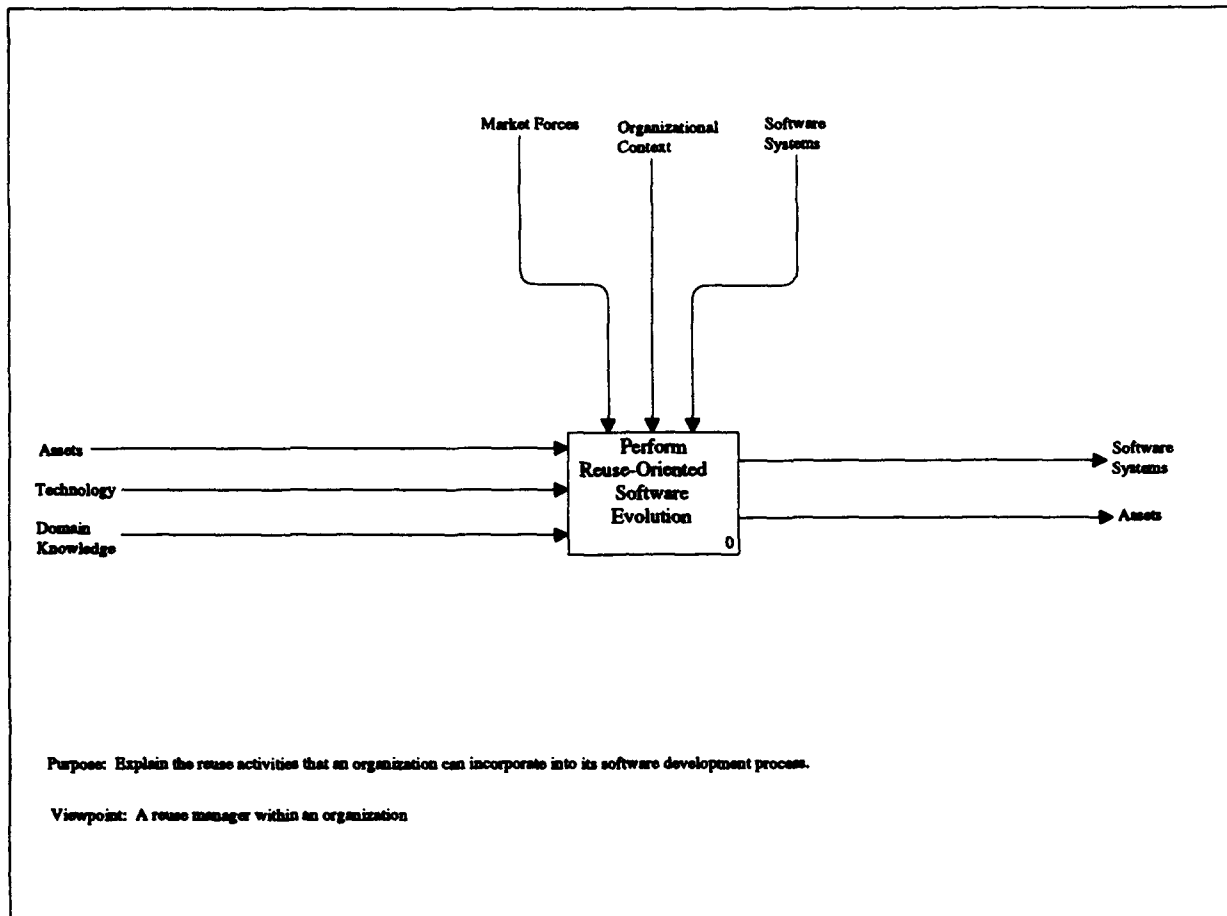 Market Forces
Organizational
Context
Software
Systems
Assets
Technology
Domain
Knowledge
Perform
Reuse-Oriented
Software
Evolution
0
Software
Systems
Assets
Purpose: Explain the reuse activities that an organization can incorporate into its software development process.
Viewpoint: A reuse manager within an organization